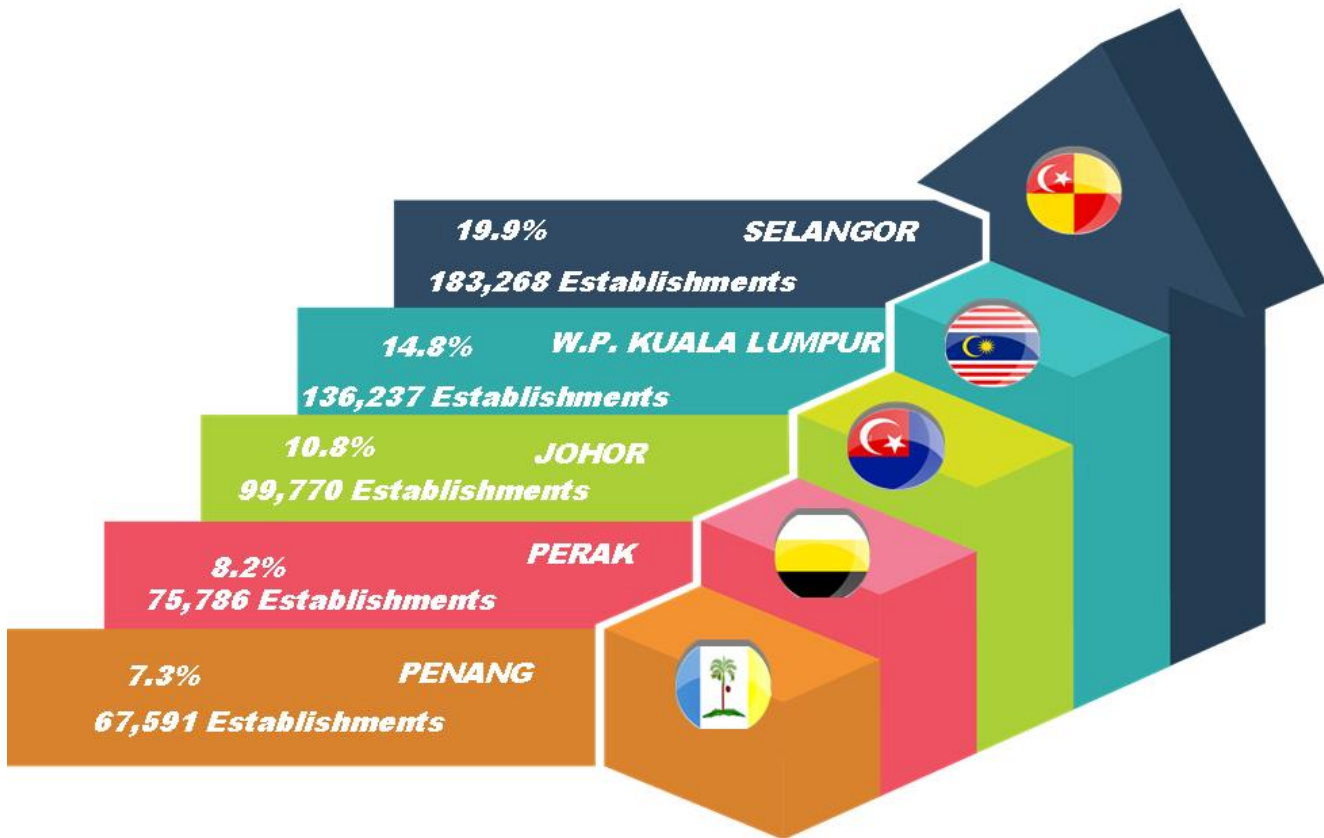 19.9% SELANGOR
183,268 Establishments
14.8% W.P. KUALA LUMPUR
136,237 Establishments
10.8% JOHOR
99,770 Establishments
8.2% PERAK
75,786 Establishments
7.3% PENANG
67,591 Establishments